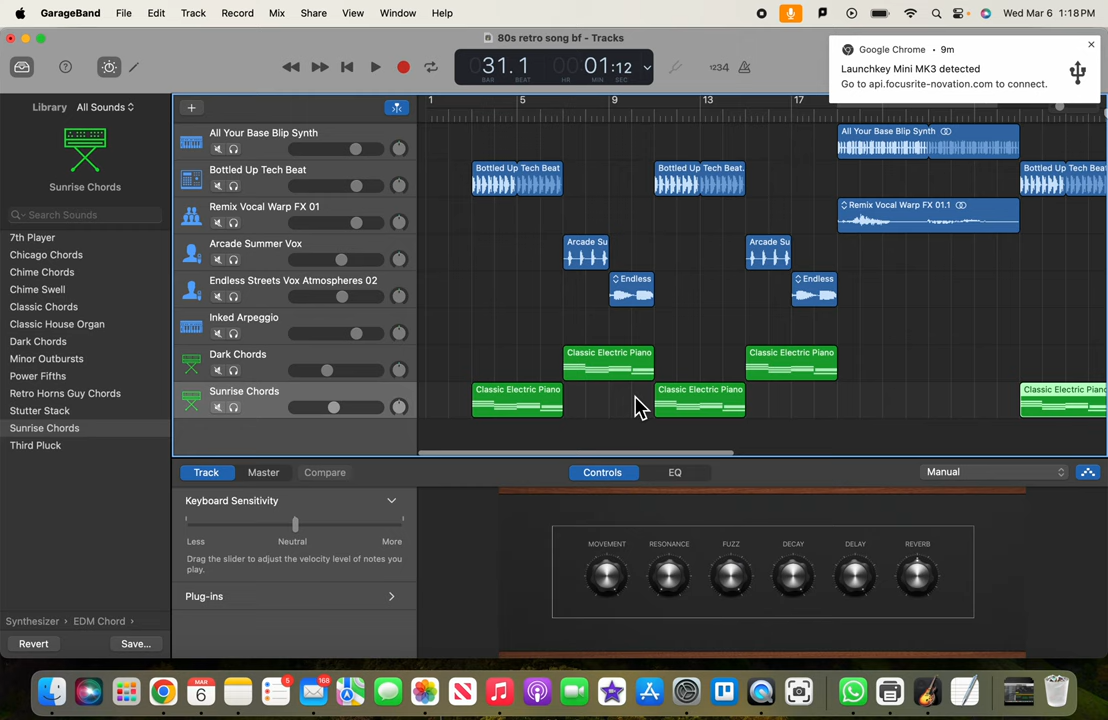 GarageBand File Edit Track Record Mix Share View Window Help
Wed Mar 6 1:18 PM
80s retro song bf - Tracks
31.1
01:12
BAR BEAT HR MIN SEC
1234
Google Chrome • 9m
Launchkey Mini MK3 detected
Go to api.focusrite-novation.com to connect.
Library All Sounds
Sunrise Chords
Search Sounds
7th Player
Chicago Chords
Chime Chords
Chime Swell
Classic Chords
Classic House Organ
Dark Chords
Minor Outbursts
Power Fifths
Retro Horns Guy Chords
Stutter Stack
Sunrise Chords
Third Pluck
Synthesizer › EDM Chord ›
Revert Save...
1 5 9 13 17
All Your Base Blip Synth
All Your Base Blip Synth
Bottled Up Tech Beat
Bottled Up Tech Beat Bottled Up Tech Beat. Bottled Up Tech Beat
Remix Vocal Warp FX 01
Remix Vocal Warp FX 01.1
Arcade Summer Vox
Arcade Su Arcade Su
Endless Streets Vox Atmospheres 02
Endless Endless
Inked Arpeggio
Dark Chords
Classic Electric Piano Classic Electric Piano
Sunrise Chords
Classic Electric Piano Classic Electric Piano Classic Electric Piano
Track Master Compare
Controls EQ
Manual
Keyboard Sensitivity
Less Neutral More
Drag the slider to adjust the velocity level of notes you
play.
Plug-ins
MOVEMENT RESONANCE FUZZ DECAY DELAY REVERB
MAR
6
5
168